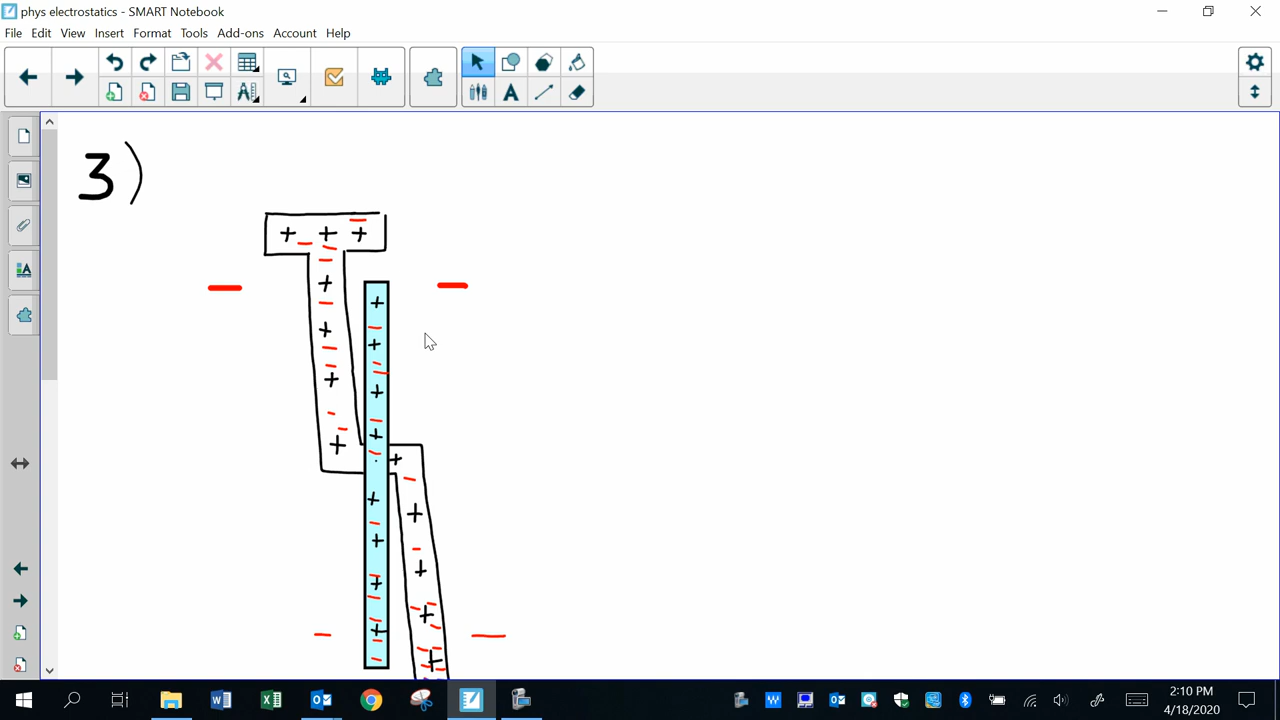 phys electrostatics - SMART Notebook
File Edit View Insert Format Tools Add-ons Account Help
3)
2:10 PM
4/18/2020